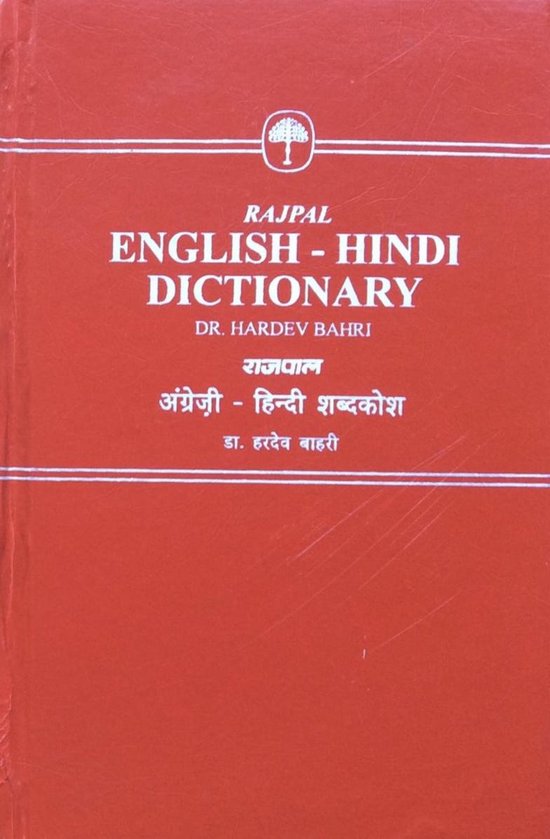 RAJPAL
ENGLISH - HINDI
DICTIONARY
DR. HARDEV BAHRI
राजपाल
अंग्रेज़ी - हिन्दी शब्दकोश
डा. हरदेव बाहरी